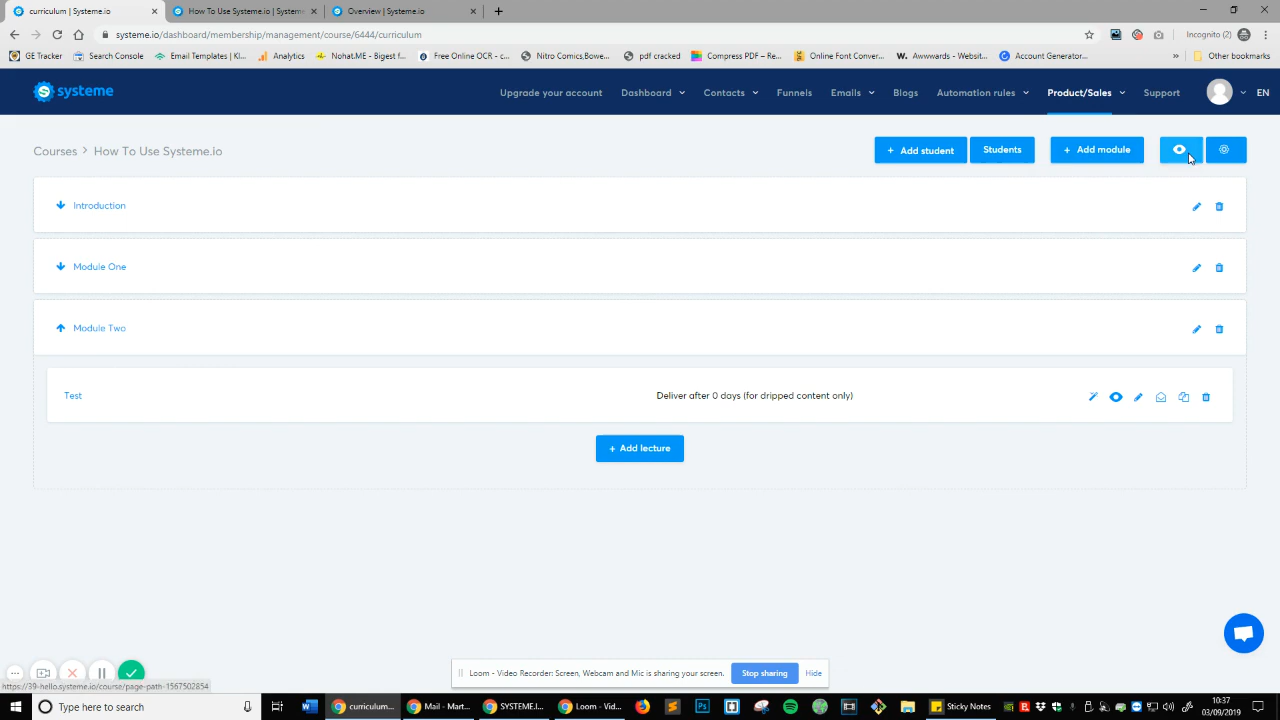 curriculum | Systeme.io
How To Use Systeme.io | Systeme
Overview | Systeme.io
systeme.io/dashboard/membership/management/course/6444/curriculum
Incognito (2)
GE Tracker
Search Console
Email Templates | Kl...
Analytics
NohatME - Bigest f...
Free Online OCR - c...
Nitro Comics,Bowe...
pdf cracked
Compress PDF – Re...
Online Font Conver...
Awwwards - Websit...
Account Generator...
Other bookmarks
systeme
Upgrade your account
Dashboard
Contacts
Funnels
Emails
Blogs
Automation rules
Product/Sales
Support
EN
Courses > How To Use Systeme.io
+ Add student
Students
+ Add module
Introduction
Module One
Module Two
Test
Deliver after 0 days (for dripped content only)
+ Add lecture
Loom – Video Recorder: Screen, Webcam and Mic is sharing your screen.
Stop sharing
Hide
https://39-hello.systeme.io/course/page-path-1567502854
Type here to search
curriculum...
Mail - Mart...
SYSTEME.I...
Loom - Vid...
Sticky Notes
10:37
03/09/2019